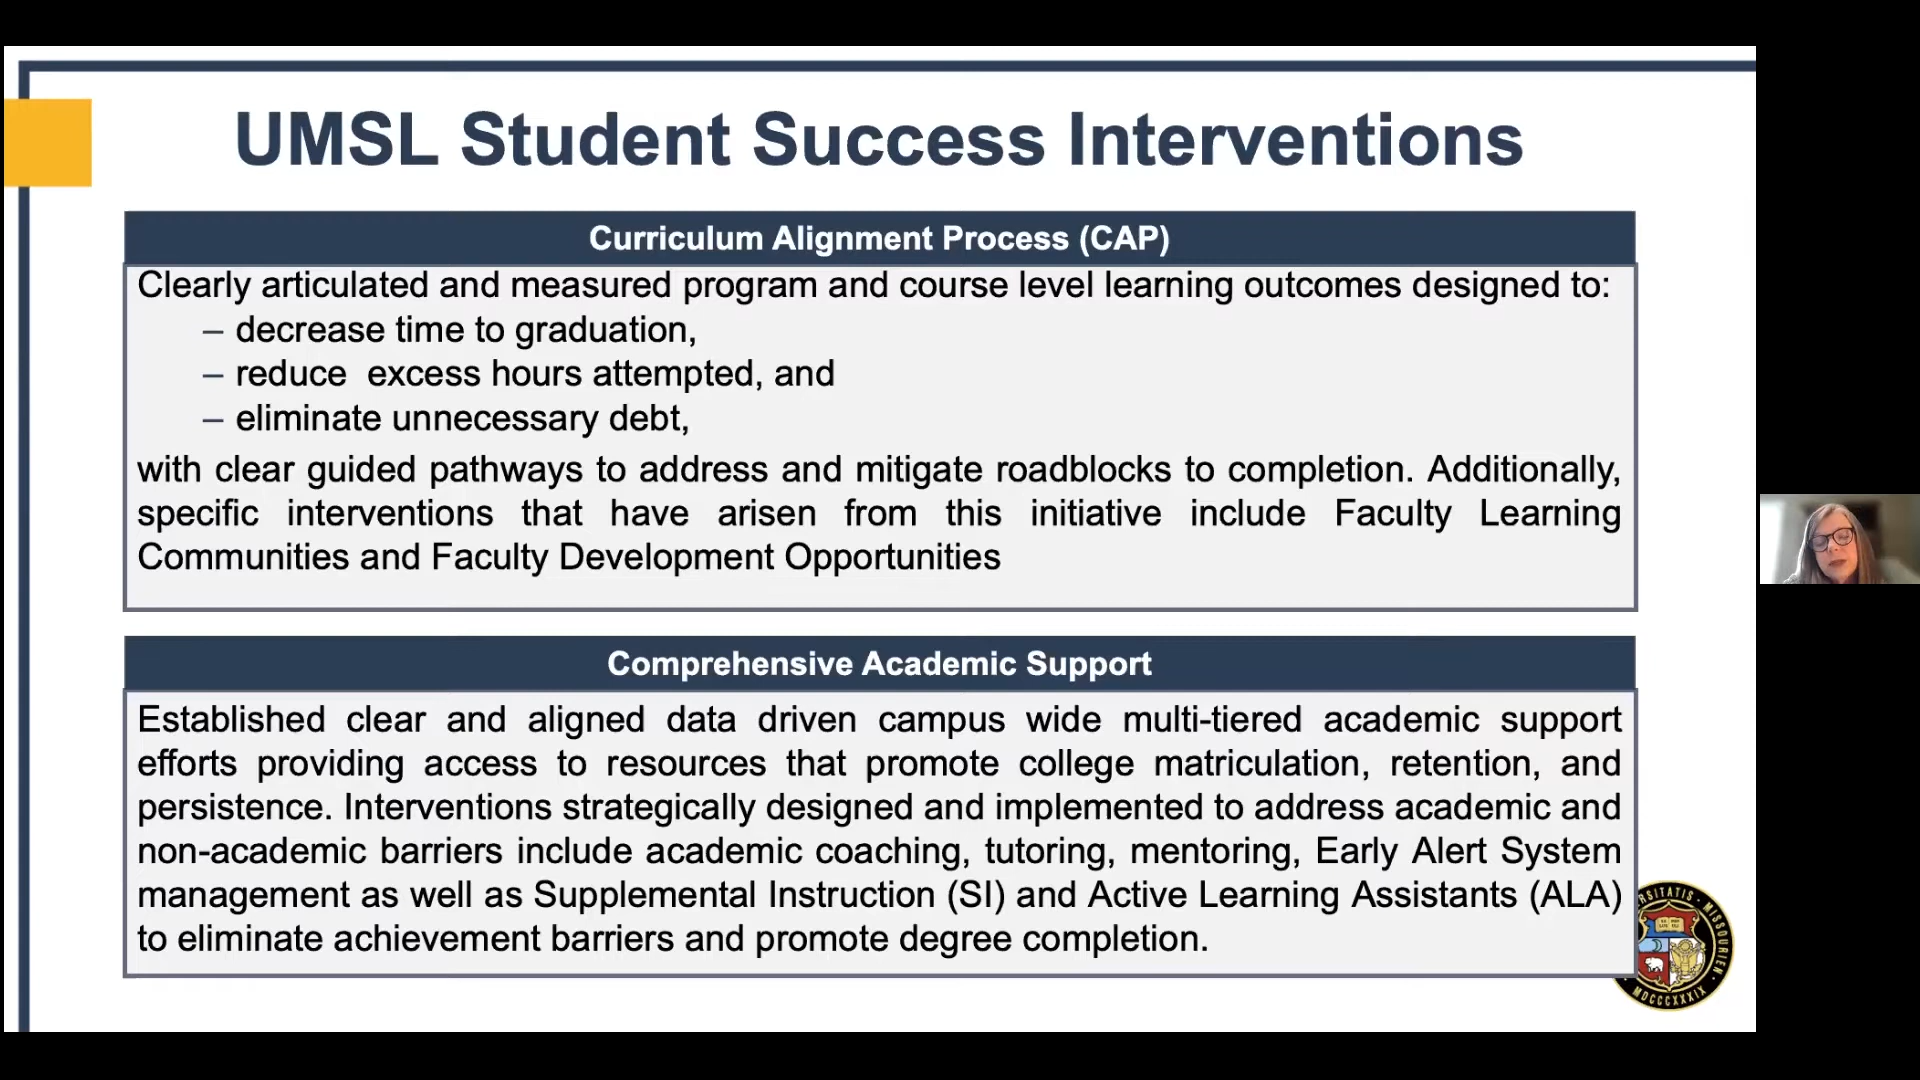 UMSL Student Success Interventions
Curriculum Alignment Process (CAP)
Clearly articulated and measured program and course level learning outcomes designed to:
– decrease time to graduation,
– reduce  excess hours attempted, and
– eliminate unnecessary debt,
with clear guided pathways to address and mitigate roadblocks to completion. Additionally,
specific interventions that have arisen from this initiative include Faculty Learning
Communities and Faculty Development Opportunities
Comprehensive Academic Support
Established clear and aligned data driven campus wide multi-tiered academic support
efforts providing access to resources that promote college matriculation, retention, and
persistence. Interventions strategically designed and implemented to address academic and
non-academic barriers include academic coaching, tutoring, mentoring, Early Alert System
management as well as Supplemental Instruction (SI) and Active Learning Assistants (ALA)
to eliminate achievement barriers and promote degree completion.
MDCCCXXXIX